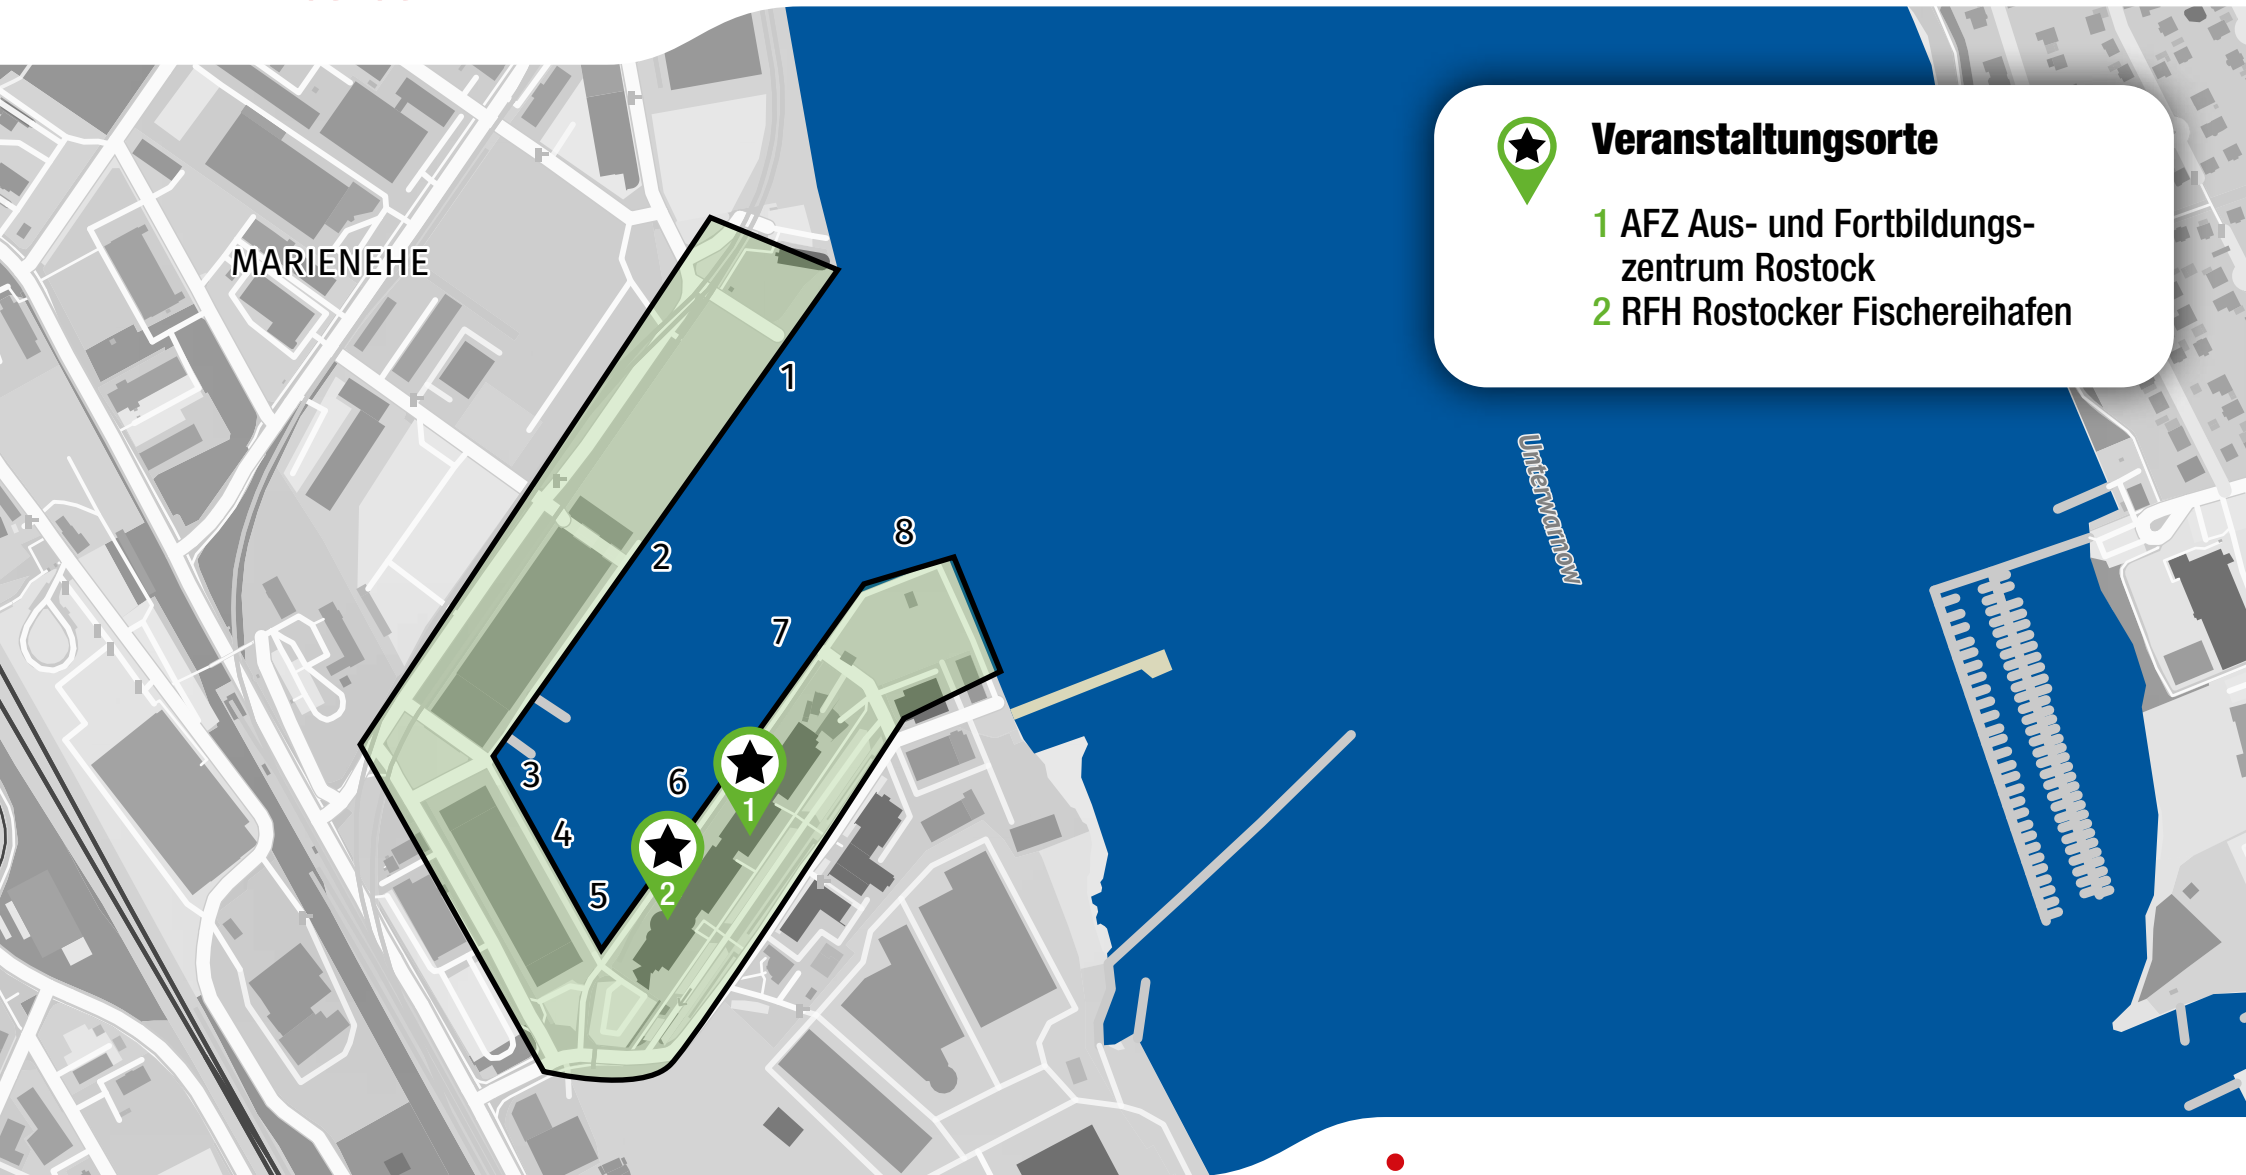 Veranstaltungsorte
1 AFZ Aus- und Fortbildungs-
zentrum Rostock
2 RFH Rostocker Fischereihafen
MARIENEHE
1
Unterwarnow
2
8
7
3
6
1
4
5
2